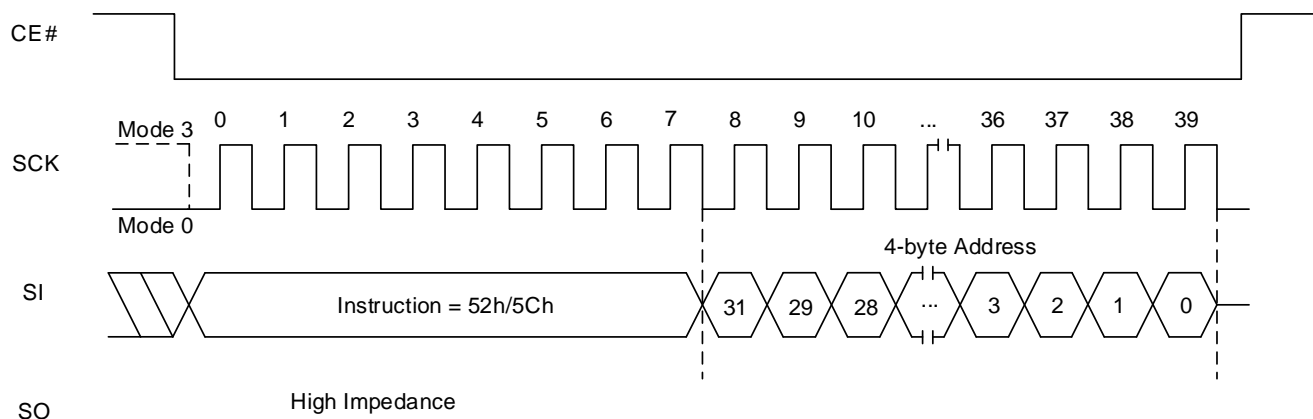 CE#
0 1 2 3 4 5 6 7 8 9 10 ... 36 37 38 39
Mode 3
SCK
Mode 0
4-byte Address
SI
Instruction = 52h/5Ch
31 29 28 ... 3 2 1 0
High Impedance
SO